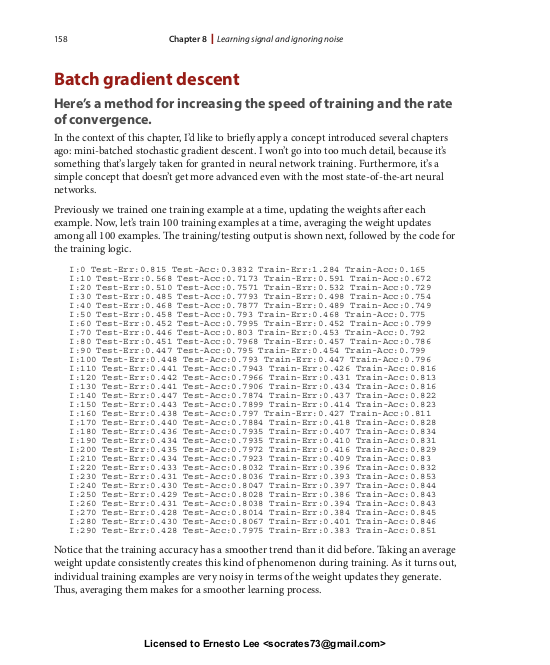 158
Chapter 8 | Learning signal and ignoring noise
Batch gradient descent
Here's a method for increasing the speed of training and the rate
of convergence.
In the context of this chapter, I'd like to briefly apply a concept introduced several chapters
ago: mini-batched stochastic gradient descent. I won't go into too much detail, because it's
something that's largely taken for granted in neural network training. Furthermore, it's a
simple concept that doesn't get more advanced even with the most state-of-the-art neural
networks.
Previously we trained one training example at a time, updating the weights after each
example. Now, let's train 100 training examples at a time, averaging the weight updates
among all 100 examples. The training/testing output is shown next, followed by the code for
the training logic.
I:0 Test-Err:0.815 Test-Acc:0.3832 Train-Err:1.284 Train-Acc:0.165
I:10 Test-Err:0.568 Test-Acc:0.7173 Train-Err:0.591 Train-Acc:0.672
I:20 Test-Err:0.510 Test-Acc:0.7571 Train-Err:0.532 Train-Acc:0.729
I:30 Test-Err:0.485 Test-Acc:0.7793 Train-Err:0.498 Train-Acc:0.754
I:40 Test-Err:0.468 Test-Acc:0.7877 Train-Err:0.489 Train-Acc:0.749
I:50 Test-Err:0.458 Test-Acc:0.793 Train-Err:0.468 Train-Acc:0.775
I:60 Test-Err:0.452 Test-Acc:0.7995 Train-Err:0.452 Train-Acc:0.799
I:70 Test-Err:0.446 Test-Acc:0.803 Train-Err:0.453 Train-Acc:0.792
I:80 Test-Err:0.451 Test-Acc:0.7968 Train-Err:0.457 Train-Acc:0.786
I:90 Test-Err:0.447 Test-Acc:0.795 Train-Err:0.454 Train-Acc:0.799
I:100 Test-Err:0.448 Test-Acc:0.793 Train-Err:0.447 Train-Acc:0.796
I:110 Test-Err:0.441 Test-Acc:0.7943 Train-Err:0.426 Train-Acc:0.816
I:120 Test-Err:0.442 Test-Acc:0.7966 Train-Err:0.431 Train-Acc:0.813
I:130 Test-Err:0.441 Test-Acc:0.7906 Train-Err:0.434 Train-Acc:0.816
I:140 Test-Err:0.447 Test-Acc:0.7874 Train-Err:0.437 Train-Acc:0.822
I:150 Test-Err:0.443 Test-Acc:0.7899 Train-Err:0.414 Train-Acc:0.823
I:160 Test-Err:0.438 Test-Acc:0.797 Train-Err:0.427 Train-Acc:0.811
I:170 Test-Err:0.440 Test-Acc:0.7884 Train-Err:0.418 Train-Acc:0.828
I:180 Test-Err:0.436 Test-Acc:0.7935 Train-Err:0.407 Train-Acc:0.834
I:190 Test-Err:0.434 Test-Acc:0.7935 Train-Err:0.410 Train-Acc:0.831
I:200 Test-Err:0.435 Test-Acc:0.7972 Train-Err:0.416 Train-Acc:0.829
I:210 Test-Err:0.434 Test-Acc:0.7923 Train-Err:0.409 Train-Acc:0.83
I:220 Test-Err:0.433 Test-Acc:0.8032 Train-Err:0.396 Train-Acc:0.832
I:230 Test-Err:0.431 Test-Acc:0.8036 Train-Err:0.393 Train-Acc:0.853
I:240 Test-Err:0.430 Test-Acc:0.8047 Train-Err:0.397 Train-Acc:0.844
I:250 Test-Err:0.429 Test-Acc:0.8028 Train-Err:0.386 Train-Acc:0.843
I:260 Test-Err:0.431 Test-Acc:0.8038 Train-Err:0.394 Train-Acc:0.843
I:270 Test-Err:0.428 Test-Acc:0.8014 Train-Err:0.384 Train-Acc:0.845
I:280 Test-Err:0.430 Test-Acc:0.8067 Train-Err:0.401 Train-Acc:0.846
I:290 Test-Err:0.428 Test-Acc:0.7975 Train-Err:0.383 Train-Acc:0.851
Notice that the training accuracy has a smoother trend than it did before. Taking an average
weight update consistently creates this kind of phenomenon during training. As it turns out,
individual training examples are very noisy in terms of the weight updates they generate.
Thus, averaging them makes for a smoother learning process.
Licensed to Ernesto Lee <socrates73@gmail.com>